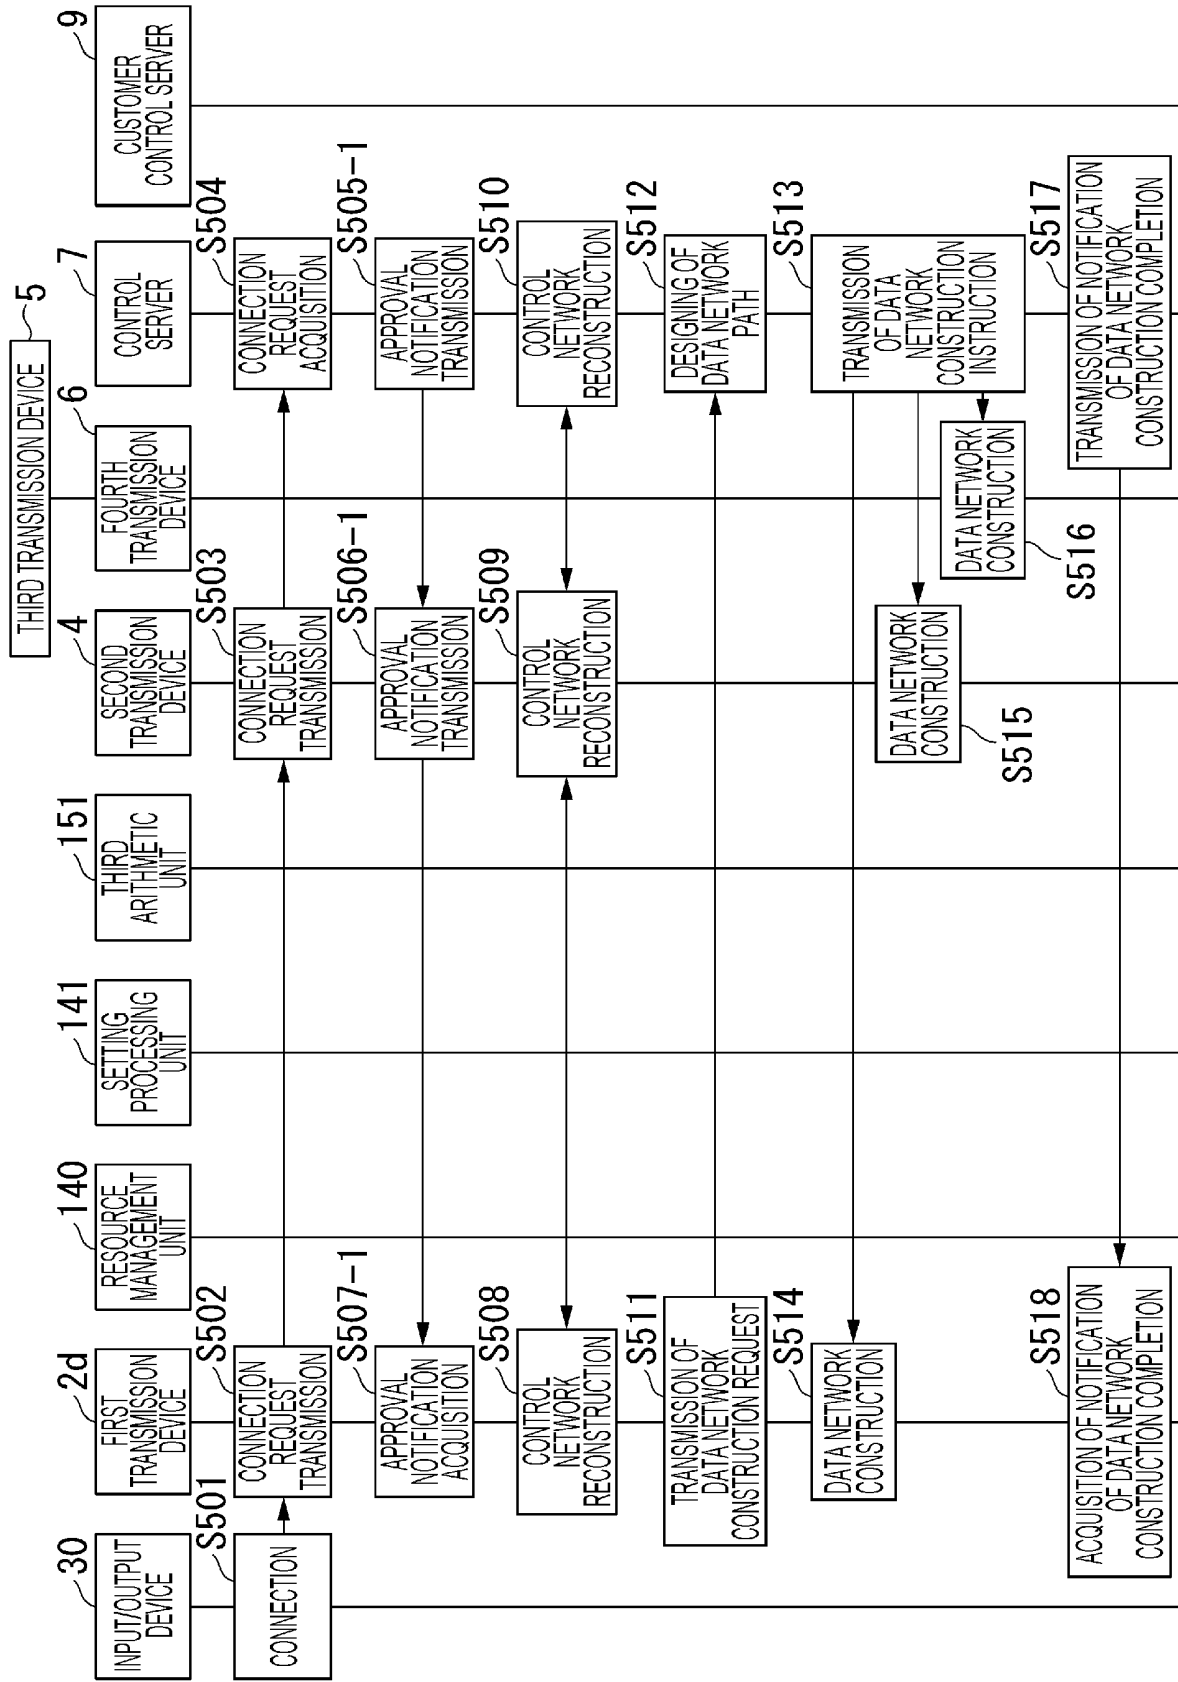 THIRD TRANSMISSION DEVICE
5
30
INPUT/OUTPUT
DEVICE
2d
FIRST
TRANSMISSION
DEVICE
140
RESOURCE
MANAGEMENT
UNIT
141
SETTING
PROCESSING
UNIT
151
THIRD
ARITHMETIC
UNIT
4
SECOND
TRANSMISSION
DEVICE
6
FOURTH
TRANSMISSION
DEVICE
7
CONTROL
SERVER
9
CUSTOMER
CONTROL SERVER
S501
CONNECTION
S502
CONNECTION
REQUEST
TRANSMISSION
S503
CONNECTION
REQUEST
TRANSMISSION
S504
CONNECTION
REQUEST
ACQUISITION
S507-1
APPROVAL
NOTIFICATION
ACQUISITION
S506-1
APPROVAL
NOTIFICATION
TRANSMISSION
S505-1
APPROVAL
NOTIFICATION
TRANSMISSION
S508
CONTROL
NETWORK
RECONSTRUCTION
S509
CONTROL
NETWORK
RECONSTRUCTION
S510
CONTROL
NETWORK
RECONSTRUCTION
S511
TRANSMISSION OF
DATA NETWORK
CONSTRUCTION REQUEST
S512
DESIGNING OF
DATA NETWORK
PATH
S514
DATA NETWORK
CONSTRUCTION
S513
TRANSMISSION
OF DATA
NETWORK
CONSTRUCTION
INSTRUCTION
DATA NETWORK
CONSTRUCTION
S515
DATA NETWORK
CONSTRUCTION
S516
S518
ACQUISITION OF NOTIFICATION
OF DATA NETWORK
CONSTRUCTION COMPLETION
S517
TRANSMISSION OF NOTIFICATION
OF DATA NETWORK
CONSTRUCTION COMPLETION